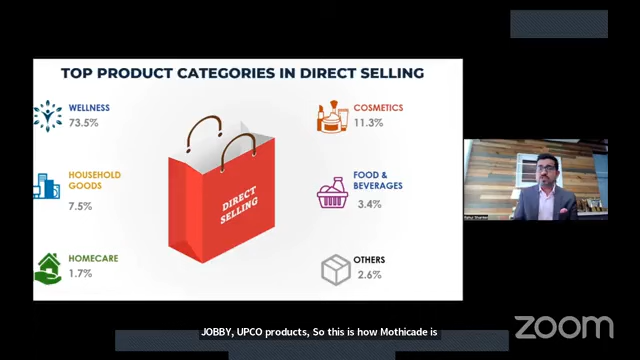 TOP PRODUCT CATEGORIES IN DIRECT SELLING
WELLNESS
73.5%
COSMETICS
11.3%
HOUSEHOLD
GOODS
7.5%
FOOD &
BEVERAGES
3.4%
HOMECARE
1.7%
OTHERS
2.6%
DIRECT
SELLING
Rahul Sharma
zoom
JOBBY, UPCO products, So this is how Mothicade is